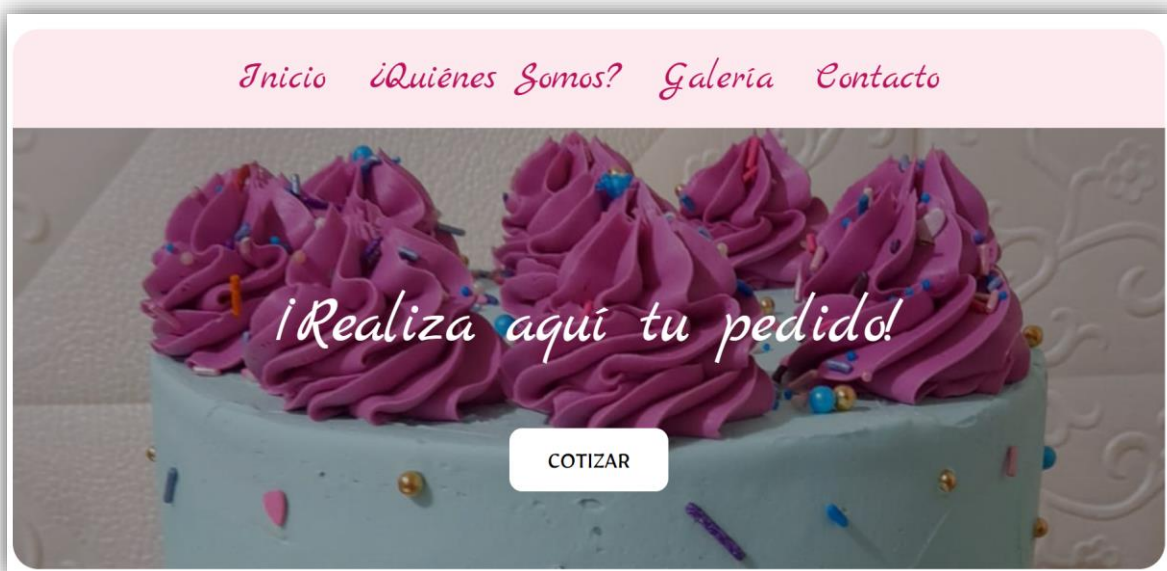 Inicio ¿Quiénes Somos? Galería Contacto
¡Realiza aquí tu pedido!
COTIZAR